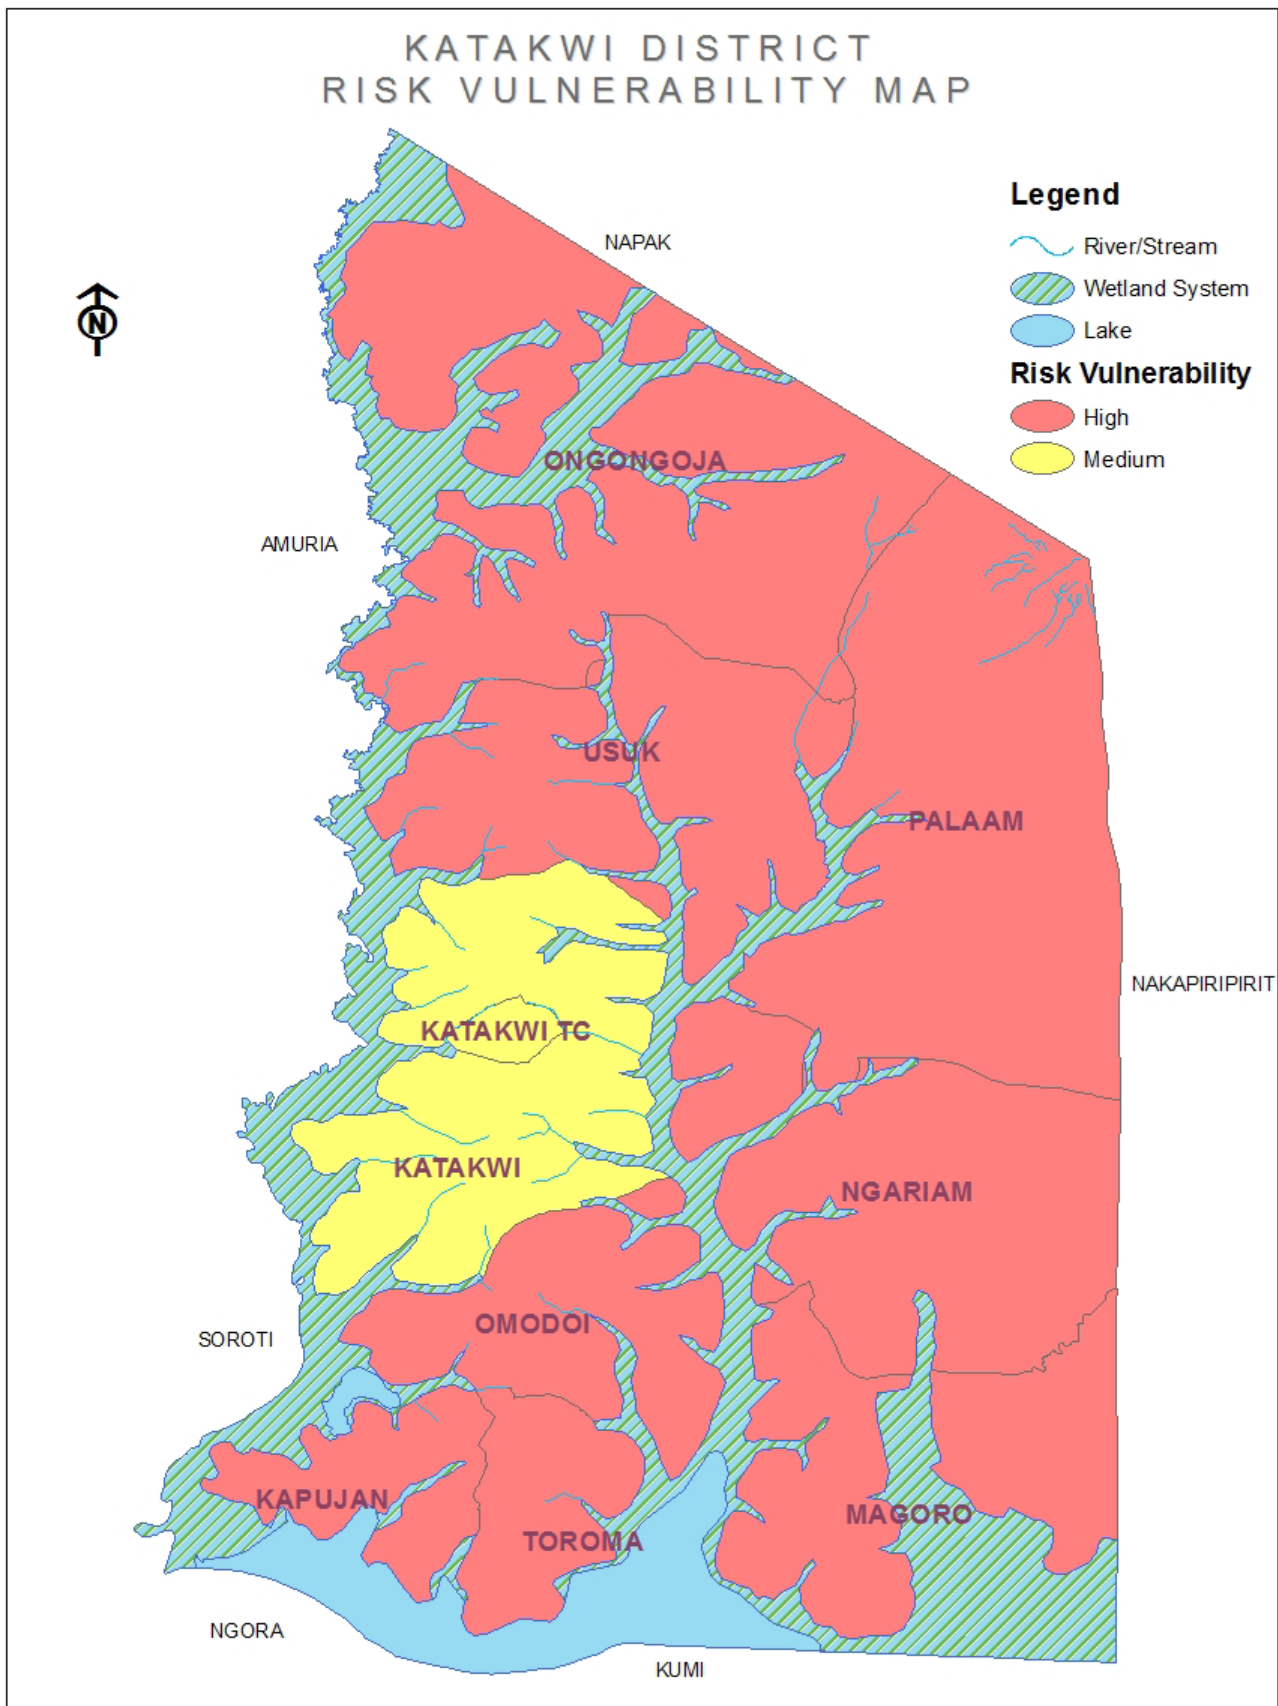 KATAKWI DISTRICT
RISK VULNERABILITY MAP
Legend
River/Stream
Wetland System
Lake
Risk Vulnerability
High
Medium
N
NAPAK
ONGONGOJA
AMURIA
USUK
PALAAM
NAKAPIRIPIRIT
KATAKWI TC
KATAKWI
NGARIAM
OMODOI
SOROTI
KAPUJAN
MAGORO
TOROMA
NGORA
KUMI